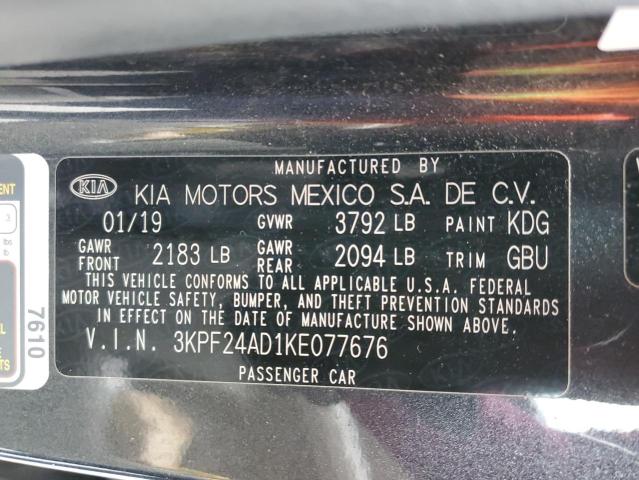 MANUFACTURED BY
KIA KIA MOTORS MEXICO S.A. DE C.V.
01/19 GVWR 3792 LB PAINT KDG
GAWR FRONT 2183 LB GAWR REAR 2094 LB TRIM GBU
THIS VEHICLE CONFORMS TO ALL APPLICABLE U.S.A. FEDERAL
MOTOR VEHICLE SAFETY, BUMPER, AND THEFT PREVENTION STANDARDS
IN EFFECT ON THE DATE OF MANUFACTURE SHOWN ABOVE.
V.I.N. 3KPF24AD1KE077676
PASSENGER CAR
7610
3
lbs